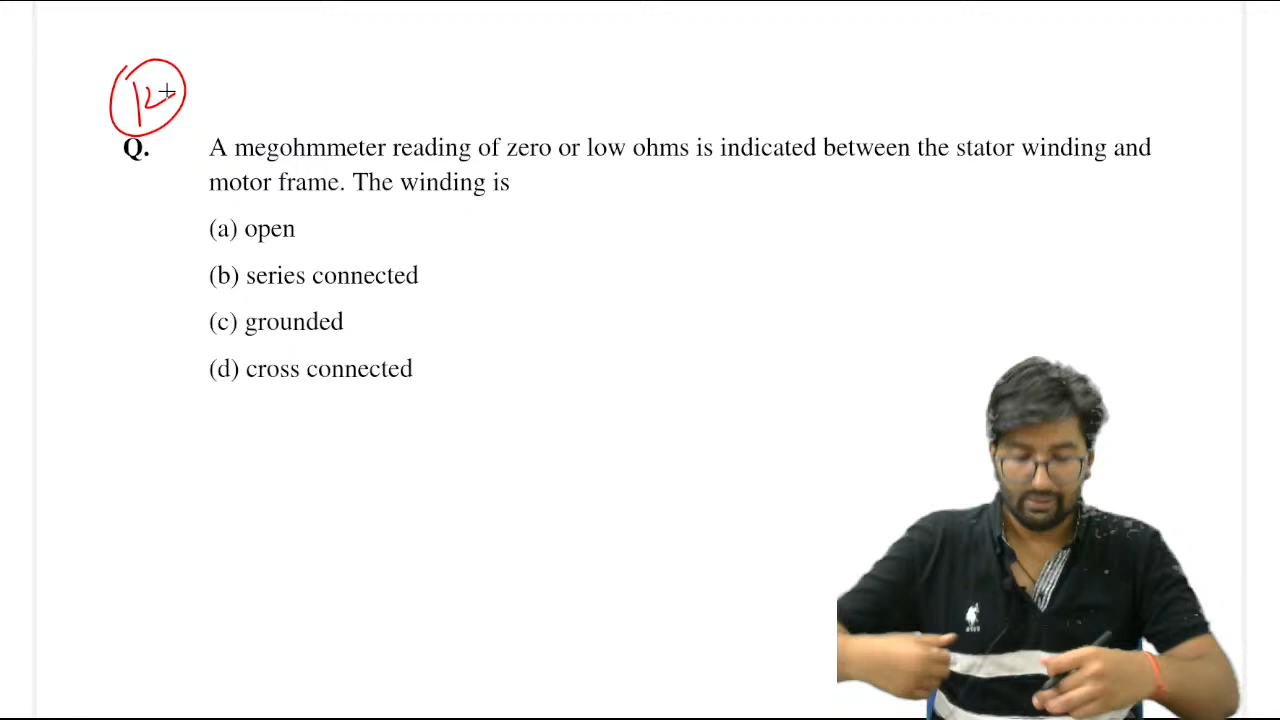 12
Q. A megohmmeter reading of zero or low ohms is indicated between the stator winding and
motor frame. The winding is
(a) open
(b) series connected
(c) grounded
(d) cross connected